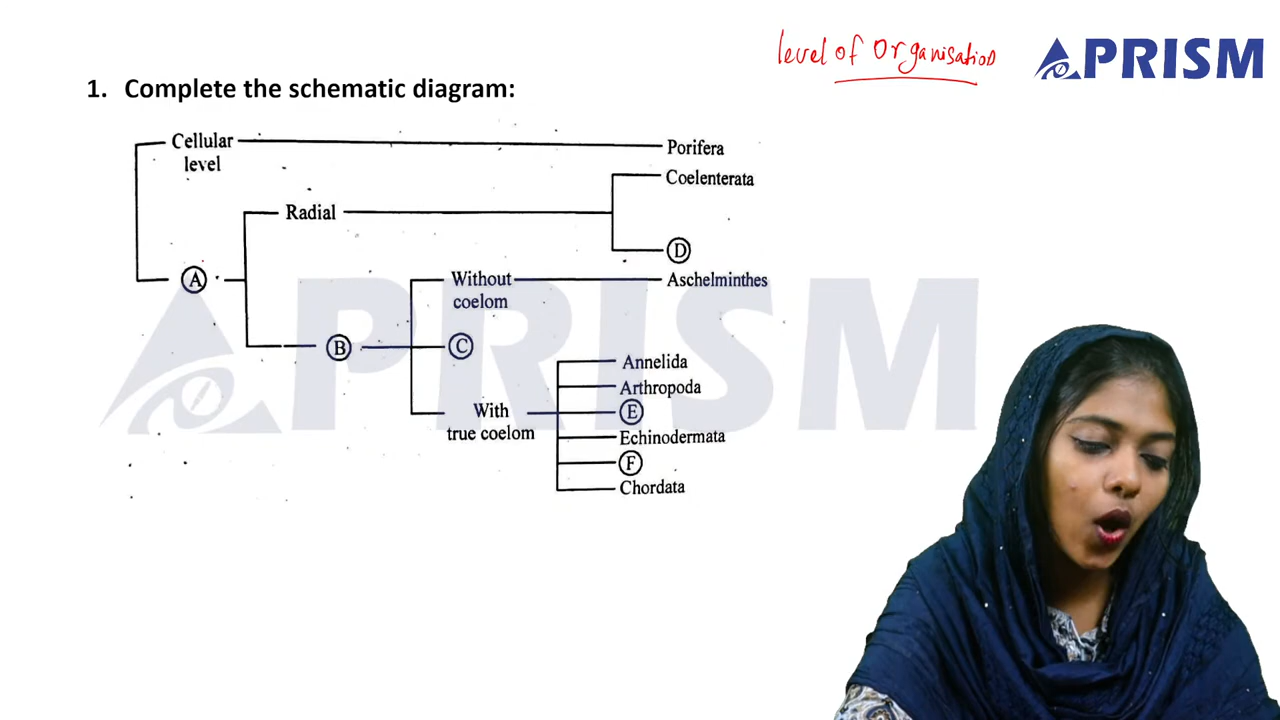 level of Organisation
PRISM
1. Complete the schematic diagram:
Cellular level
Porifera
Coelenterata
Radial
D
A
Without coelom
Aschelminthes
B
C
Annelida
Arthropoda
With true coelom
E
Echinodermata
F
Chordata
PRISM